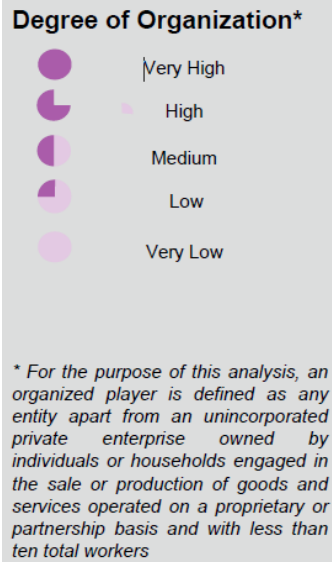 Degree of Organization*
Very High
High
Medium
Low
Very Low
* For the purpose of this analysis, an
organized player is defined as any
entity apart from an unincorporated
private enterprise owned by
individuals or households engaged in
the sale or production of goods and
services operated on a proprietary or
partnership basis and with less than
ten total workers